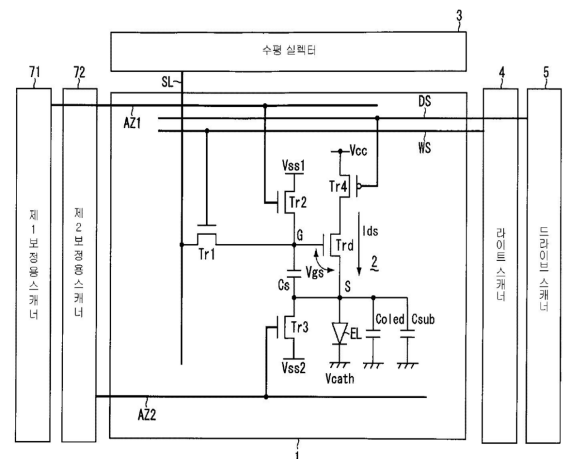 3
수평 실렉터
71
72
SL
4
5
AZ1
DS
WS
Vcc
Vss1
Tr4
Tr2
Ids
G
Trd
Tr1
2
Cs
Vgs
S
Tr3
Coled
Csub
EL
Vss2
Vcath
AZ2
제1보정용스캐너
제2보정용스캐너
라이트 스캐너
드라이브 스캐너
1